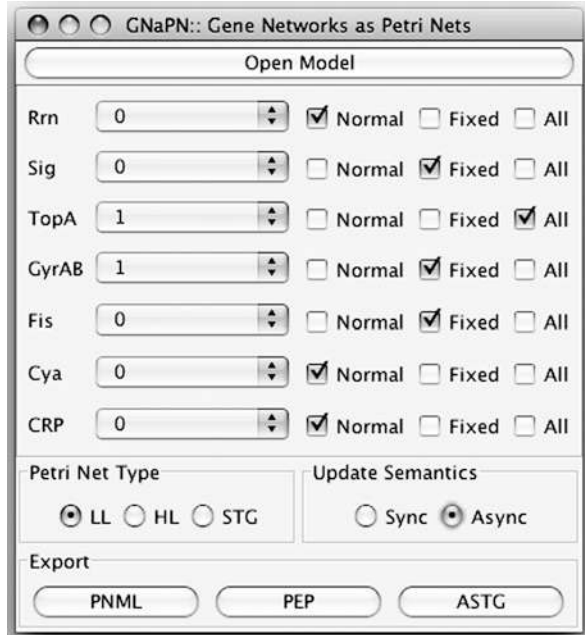 GNaPN:: Gene Networks as Petri Nets
Open Model
Rrn 0 Normal Fixed All
Sig 0 Normal Fixed All
TopA 1 Normal Fixed All
GyrAB 1 Normal Fixed All
Fis 0 Normal Fixed All
Cya 0 Normal Fixed All
CRP 0 Normal Fixed All
Petri Net Type Update Semantics
LL HL STG Sync Async
Export
PNML PEP ASTG